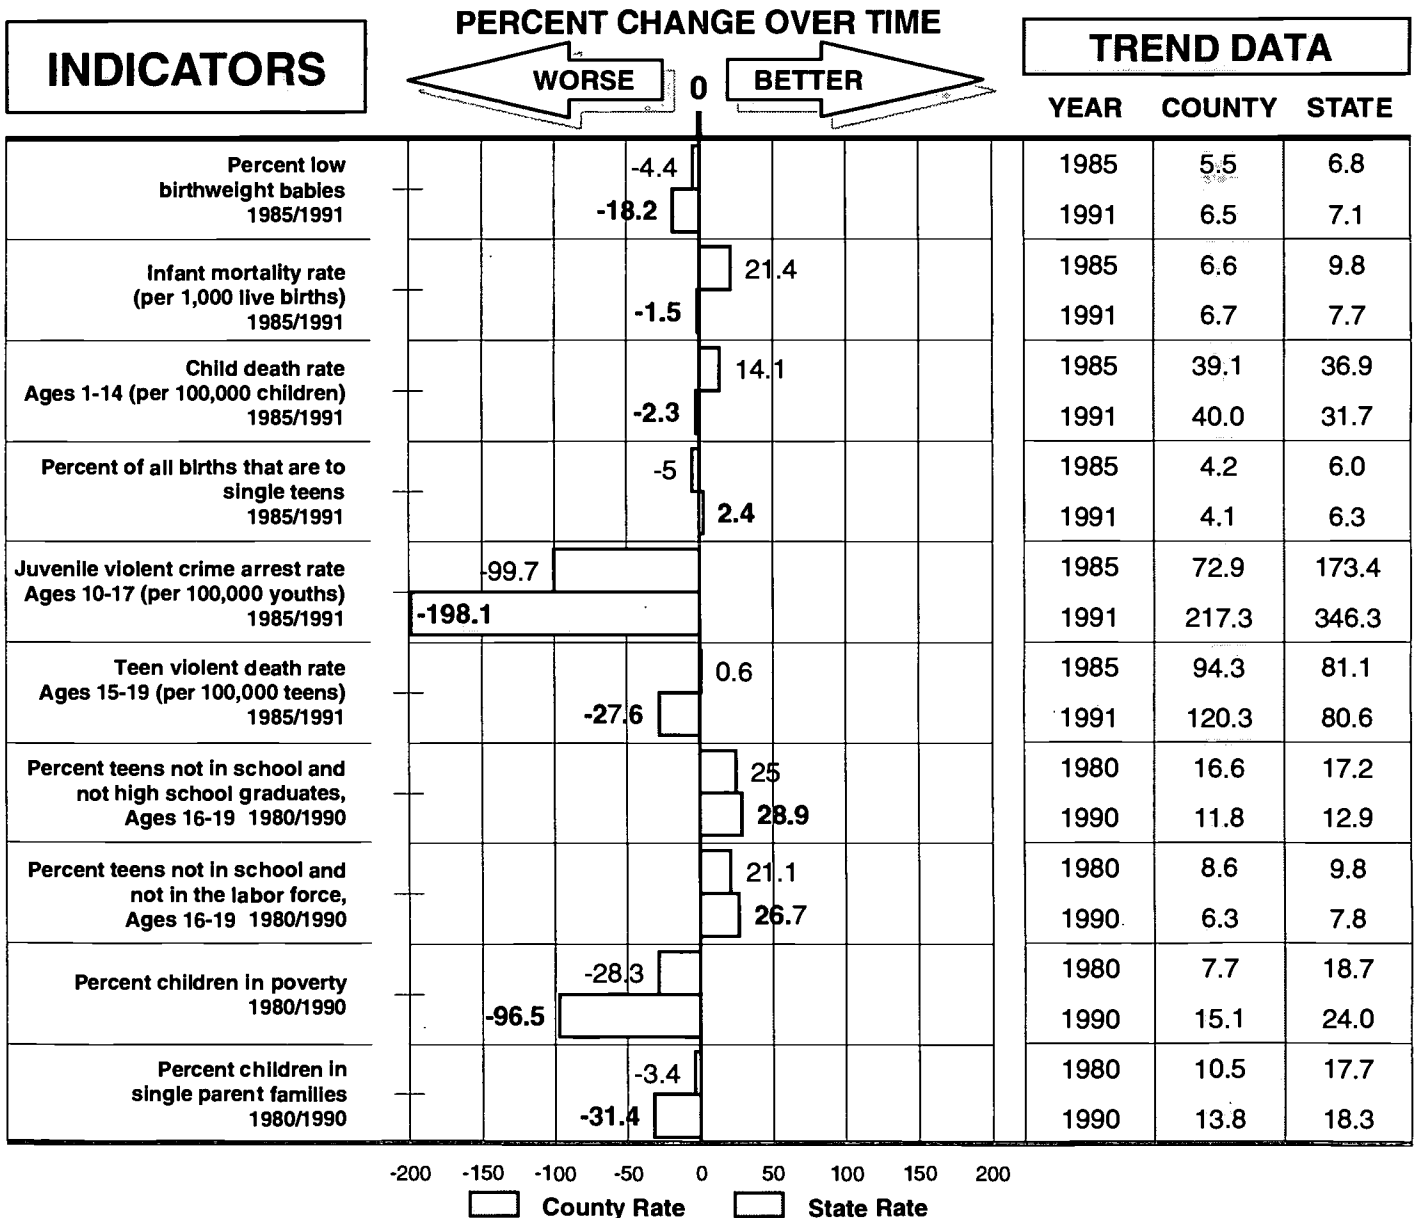 PERCENT CHANGE OVER TIME
INDICATORS
WORSE
0
BETTER
TREND DATA
YEAR COUNTY STATE
Percent low
birthweight babies
1985/1991
-4.4
-18.2
1985 5.5 6.8
1991 6.5 7.1
Infant mortality rate
(per 1,000 live births)
1985/1991
21.4
-1.5
1985 6.6 9.8
1991 6.7 7.7
Child death rate
Ages 1-14 (per 100,000 children)
1985/1991
14.1
-2.3
1985 39.1 36.9
1991 40.0 31.7
Percent of all births that are to
single teens
1985/1991
-5
2.4
1985 4.2 6.0
1991 4.1 6.3
Juvenile violent crime arrest rate
Ages 10-17 (per 100,000 youths)
1985/1991
-99.7
-198.1
1985 72.9 173.4
1991 217.3 346.3
Teen violent death rate
Ages 15-19 (per 100,000 teens)
1985/1991
0.6
-27.6
1985 94.3 81.1
1991 120.3 80.6
Percent teens not in school and
not high school graduates,
Ages 16-19 1980/1990
25
28.9
1980 16.6 17.2
1990 11.8 12.9
Percent teens not in school and
not in the labor force,
Ages 16-19 1980/1990
21.1
26.7
1980 8.6 9.8
1990 6.3 7.8
Percent children in poverty
1980/1990
-28.3
-96.5
1980 7.7 18.7
1990 15.1 24.0
Percent children in
single parent families
1980/1990
-3.4
-31.4
1980 10.5 17.7
1990 13.8 18.3
-200 -150 -100 -50 0 50 100 150 200
County Rate State Rate